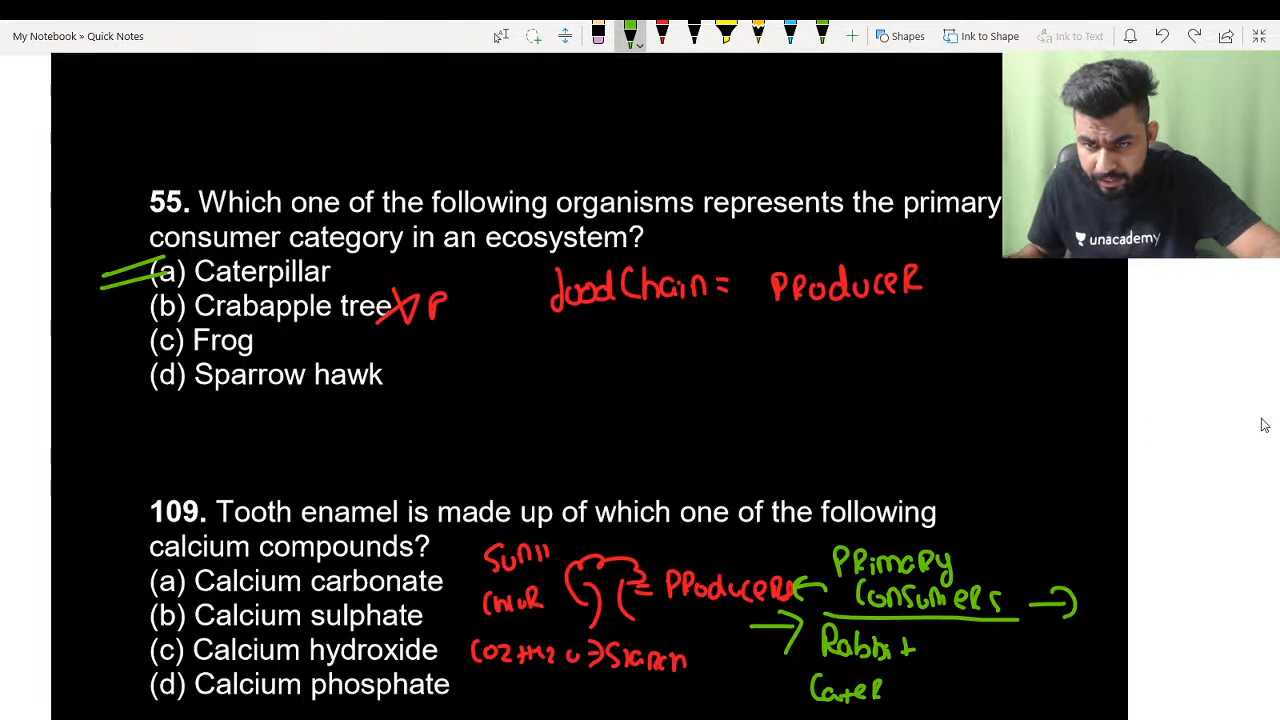 My Notebook » Quick Notes
Shapes
Ink to Shape
Ink to Text
unacademy
55. Which one of the following organisms represents the primary
consumer category in an ecosystem?
(a) Caterpillar
(b) Crabapple tree P
(c) Frog
(d) Sparrow hawk
foodChain = PRoduceR
109. Tooth enamel is made up of which one of the following
calcium compounds?
(a) Calcium carbonate
(b) Calcium sulphate
(c) Calcium hydroxide
(d) Calcium phosphate
PRoduceRs
PRimaRy
ConsumeRs
Rabbit
CateR